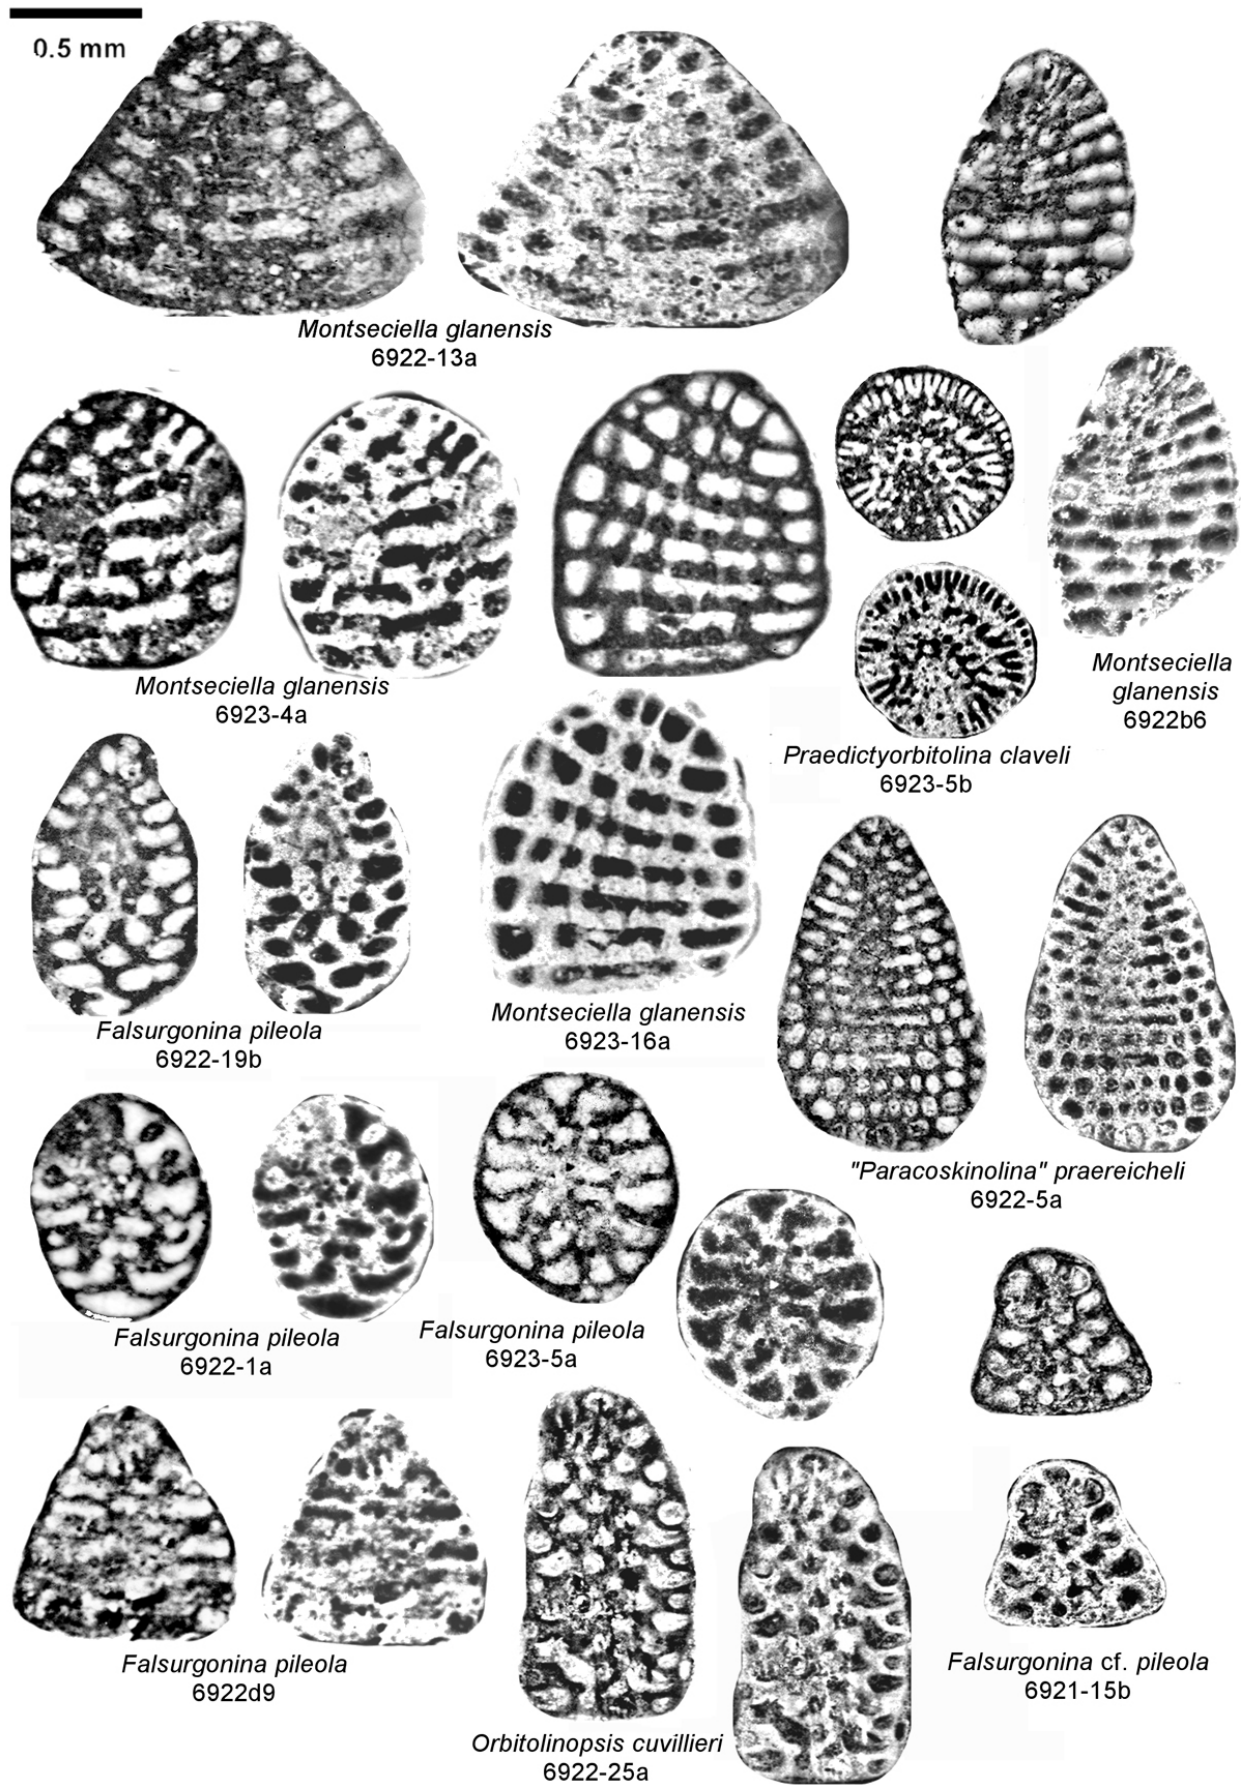 0.5 mm
Montseciella glanensis
6922-13a
Montseciella glanensis
6923-4a
Montseciella
glanensis
6922b6
Praedictyorbitolina claveli
6923-5b
Falsurgonina pileola
6922-19b
Montseciella glanensis
6923-16a
"Paracoskinolina" praereicheli
6922-5a
Falsurgonina pileola
6922-1a
Falsurgonina pileola
6923-5a
Falsurgonina pileola
6922d9
Orbitolinopsis cuvillieri
6922-25a
Falsurgonina cf. pileola
6921-15b